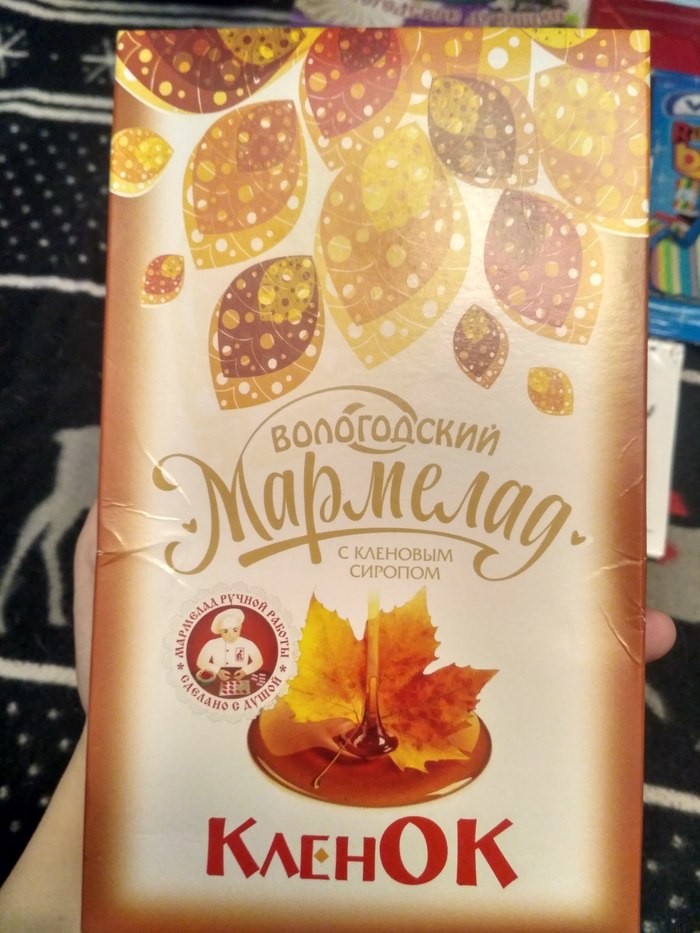 ВОЛОГОДСКИЙ
Мармелад
С КЛЕНОВЫМ
СИРОПОМ
МАРМЕЛАД РУЧНОЙ РАБОТЫ
СДЕЛАНО С ДУШОЙ
КЛЕНОК